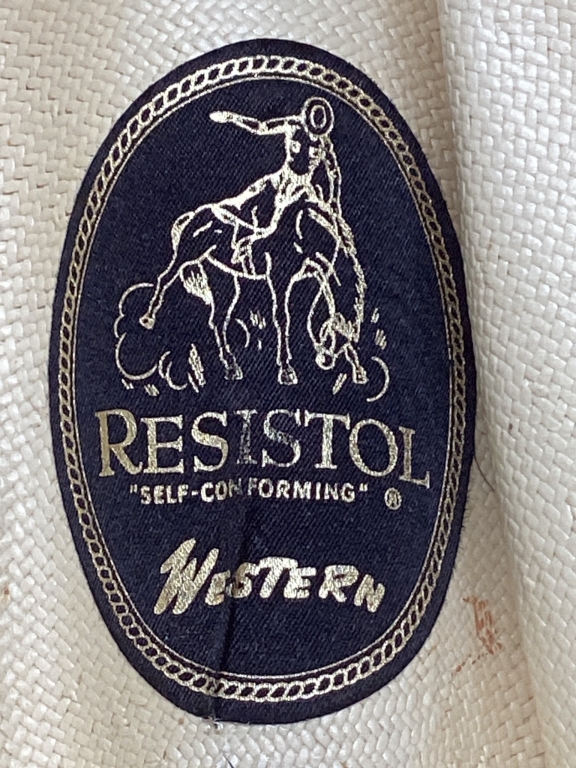 RESISTOL
"SELF-CONFORMING" ®
WESTERN